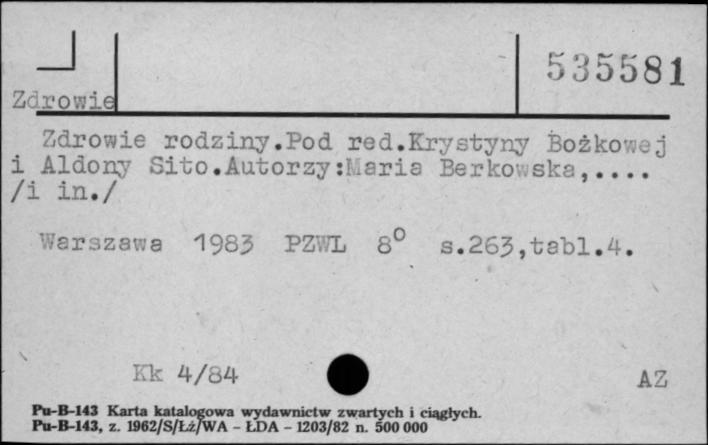 535581
Zdrowie
Zdrowie rodziny.Pod red.Krystyny Bożkowej
i Aldony Sito.Autorzy:Maria Berkowska,....
/i in./
Warszawa 1983 PZWL 8° s.263,tabl.4.
Kk 4/84
AZ
Pu-B-143 Karta katalogowa wydawnictw zwartych i ciągłych.
Pu-B-143, z. 1962/S/Łż/WA - ŁDA - 1203/82 n. 500 000